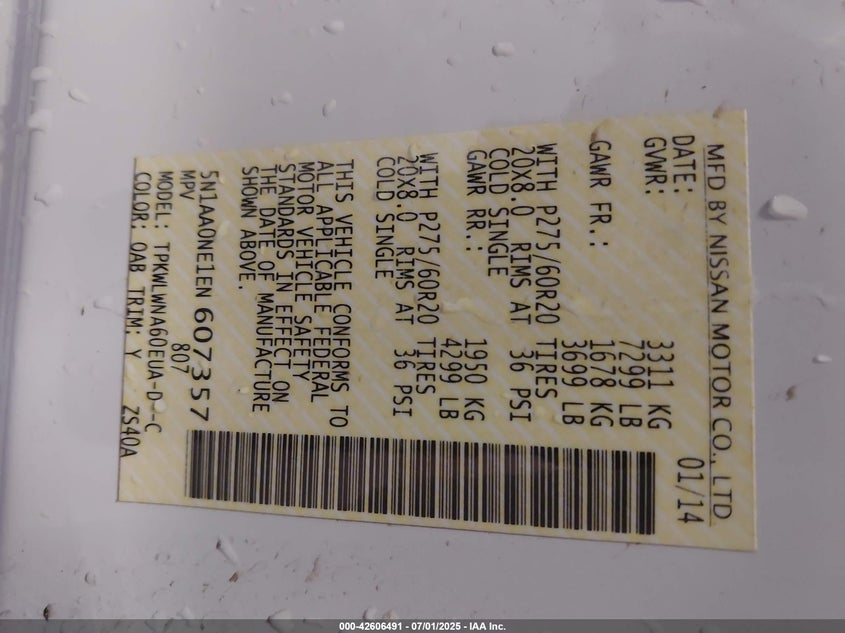 MFD BY NISSAN MOTOR CO., LTD
DATE: 01/14
GVWR: 3311 KG
7299 LB
GAWR FR.: 1678 KG
3699 LB
WITH P275/60R20 TIRES
20X8.0 RIMS AT 36 PSI
COLD SINGLE
GAWR RR.: 1950 KG
4299 LB
WITH P275/60R20 TIRES
20X8.0 RIMS AT 36 PSI
COLD SINGLE
THIS VEHICLE CONFORMS TO
ALL APPLICABLE FEDERAL
MOTOR VEHICLE SAFETY
STANDARDS IN EFFECT ON
THE DATE OF MANUFACTURE
SHOWN ABOVE.
5N1AA0NE1EN607357
MPV 807
MODEL:
COLOR: QAB TRIM: Y ZS40A
000-42606491 - 07/01/2025 - IAA Inc.